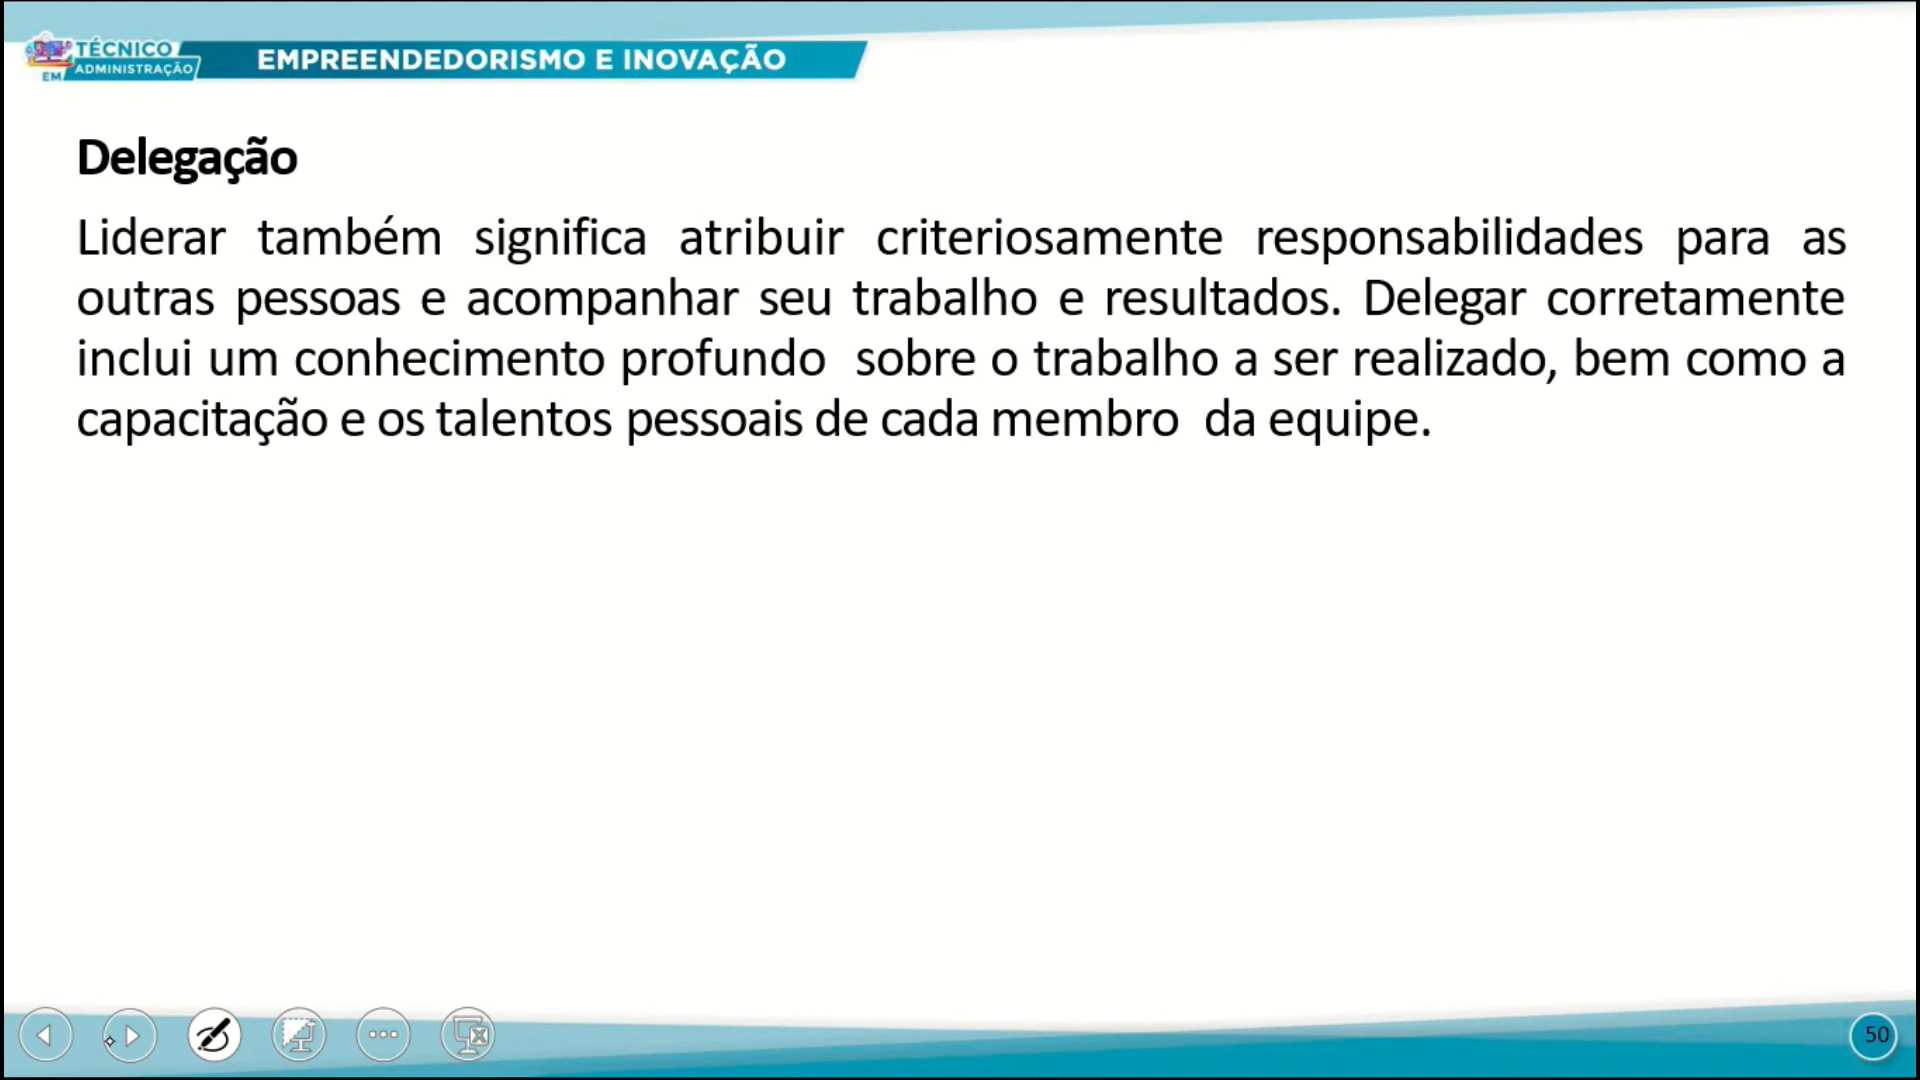 TÉCNICO
EM ADMINISTRAÇÃO
EMPREENDEDORISMO E INOVAÇÃO
Delegação
Liderar também significa atribuir criteriosamente responsabilidades para as
outras pessoas e acompanhar seu trabalho e resultados. Delegar corretamente
inclui um conhecimento profundo  sobre o trabalho a ser realizado, bem como a
capacitação e os talentos pessoais de cada membro  da equipe.
50